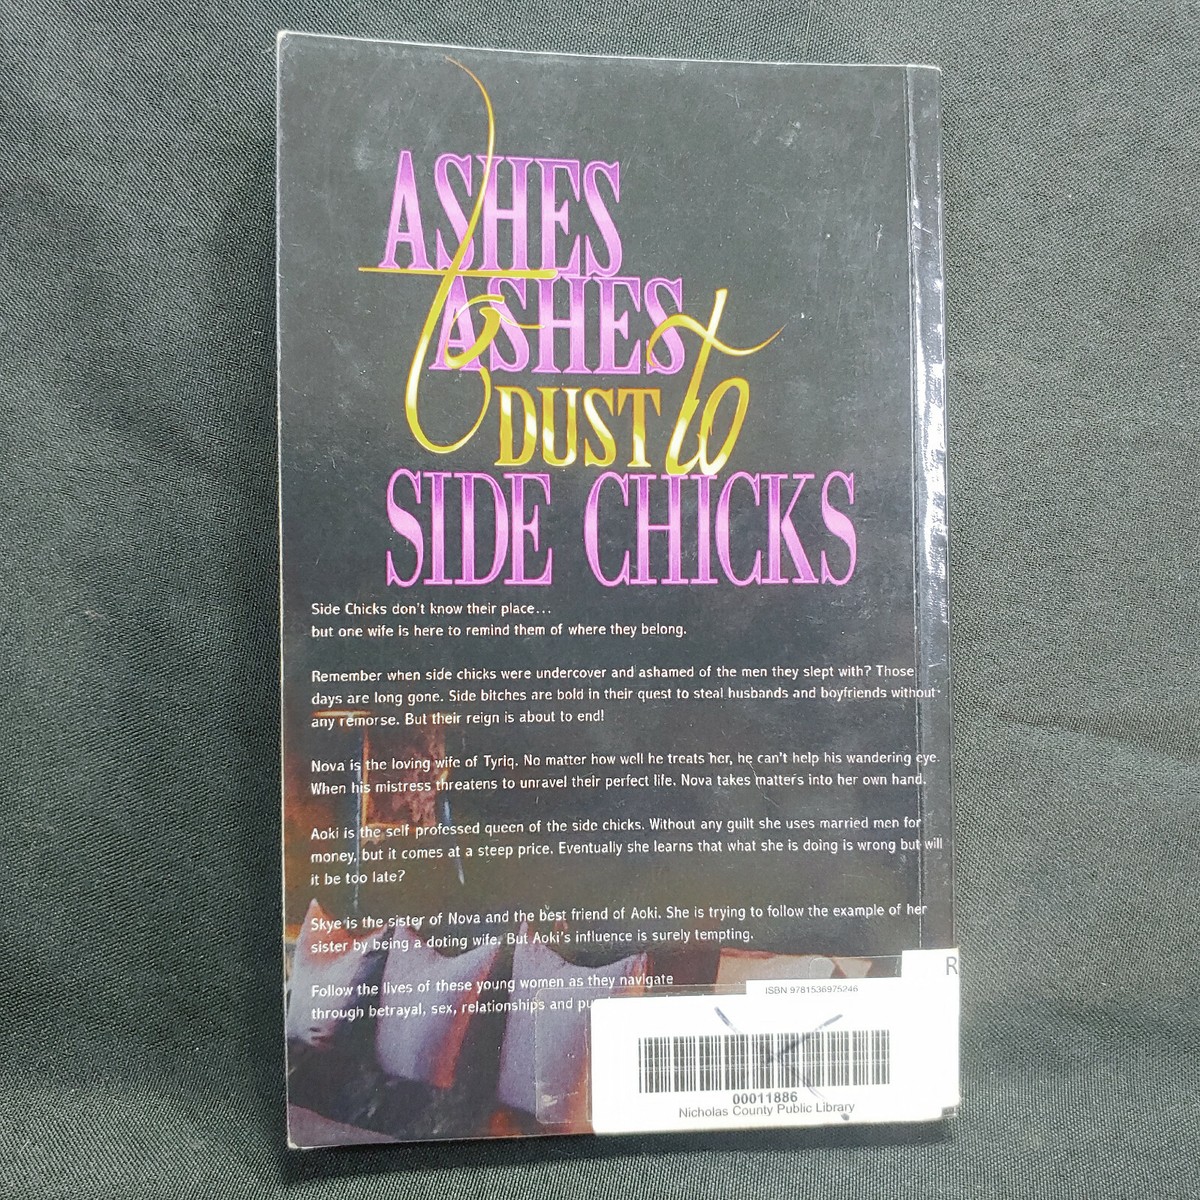 ASHES
to ASHES
DUST to
SIDE CHICKS
Side Chicks don't know their place...
but one wife is here to remind them of where they belong.
Remember when side chicks were undercover and ashamed of the men they slept with? Those
days are long gone. Side bitches are bold in their quest to steal husbands and boyfriends without
any remorse. But their reign is about to end!
Nova is the loving wife of Tyriq. No matter how well he treats her, he can't help his wandering eye.
When his mistress threatens to unravel their perfect life, Nova takes matters into her own hand.
Aoki is the self professed queen of the side chicks. Without any guilt she uses married men for
money, but it comes at a steep price. Eventually she learns that what she is doing is wrong but will
it be too late?
Skye is the sister of Nova and the best friend of Aoki. She is trying to follow the example of her
sister by being a doting wife. But Aoki's influence is surely tempting.
Follow the lives of these young women as they navigate
through betrayal, sex, relationships and
R
ISBN 9781536975246
00011886
Nicholas County Public Library